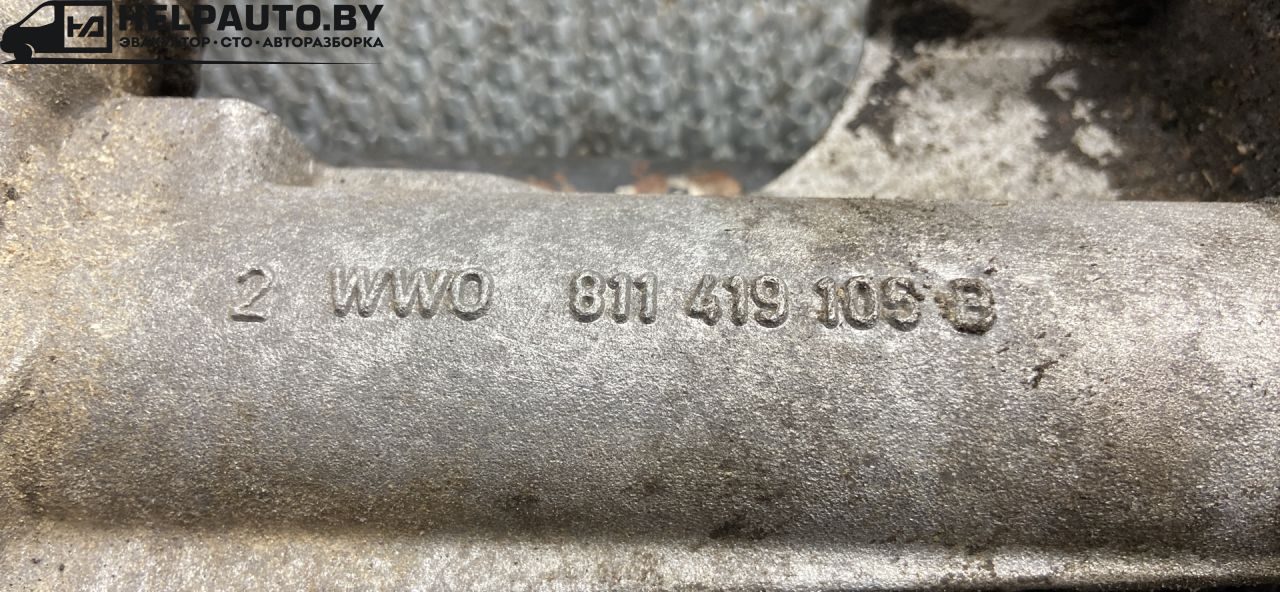 HELPAUTO.BY
ЭВАКУАТОР · СТО · АВТОРАЗБОРКА
2 WWO 811 419 105 B